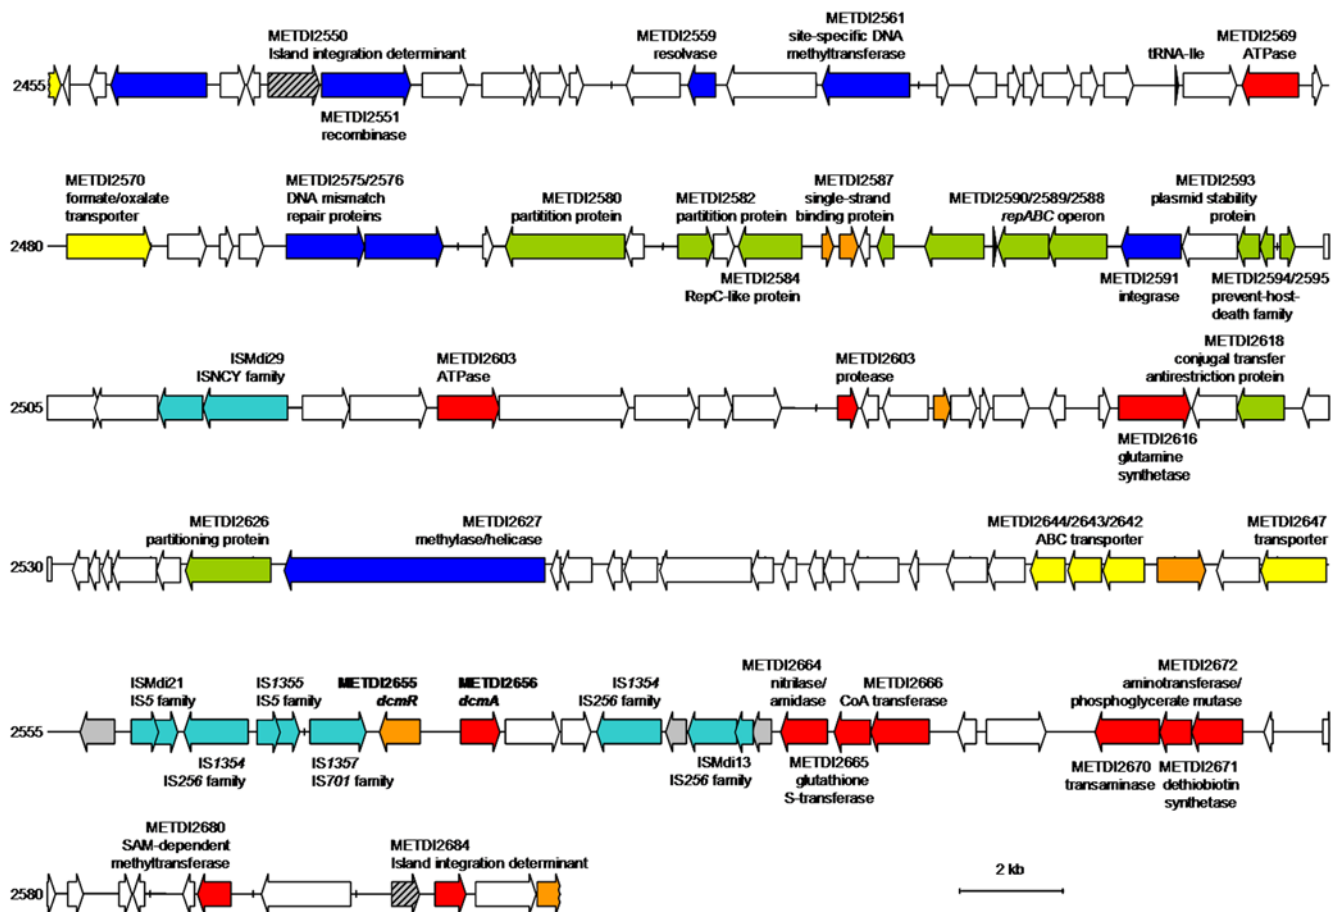 METDI2550
Island integration determinant
METDI2559
resolvase
METDI2561
site-specific DNA
methyltransferase
tRNA-Ile
METDI2569
ATPase
2455
METDI2551
recombinase
METDI2570
formate/oxalate
transporter
METDI2575/2576
DNA mismatch
repair proteins
METDI2580
partition protein
METDI2582
partition protein
METDI2587
single-strand
binding protein
METDI2590/2589/2588
repABC operon
METDI2593
plasmid stability
protein
2480
METDI2584
RepC-like protein
METDI2591
integrase
METDI2594/2595
prevent-host-
death family
ISMdi29
ISNCY family
METDI2603
ATPase
METDI2603
protease
METDI2618
conjugal transfer
antirestriction protein
2505
METDI2616
glutamine
synthetase
METDI2626
partitioning protein
METDI2627
methylase/helicase
METDI2644/2643/2642
ABC transporter
METDI2647
transporter
2530
ISMdi21
IS5 family
IS1355
IS5 family
METDI2655
dcmR
METDI2656
dcmA
IS1354
IS256 family
METDI2664
nitrilase/
amidase
METDI2666
CoA transferase
METDI2672
aminotransferase/
phosphoglycerate mutase
2555
IS1354
IS256 family
IS1357
IS701 family
ISMdi13
IS256 family
METDI2665
glutathione
S-transferase
METDI2670
transaminase
METDI2671
dethiobiotin
synthetase
METDI2680
SAM-dependent
methyltransferase
METDI2684
Island integration determinant
2580
2 kb